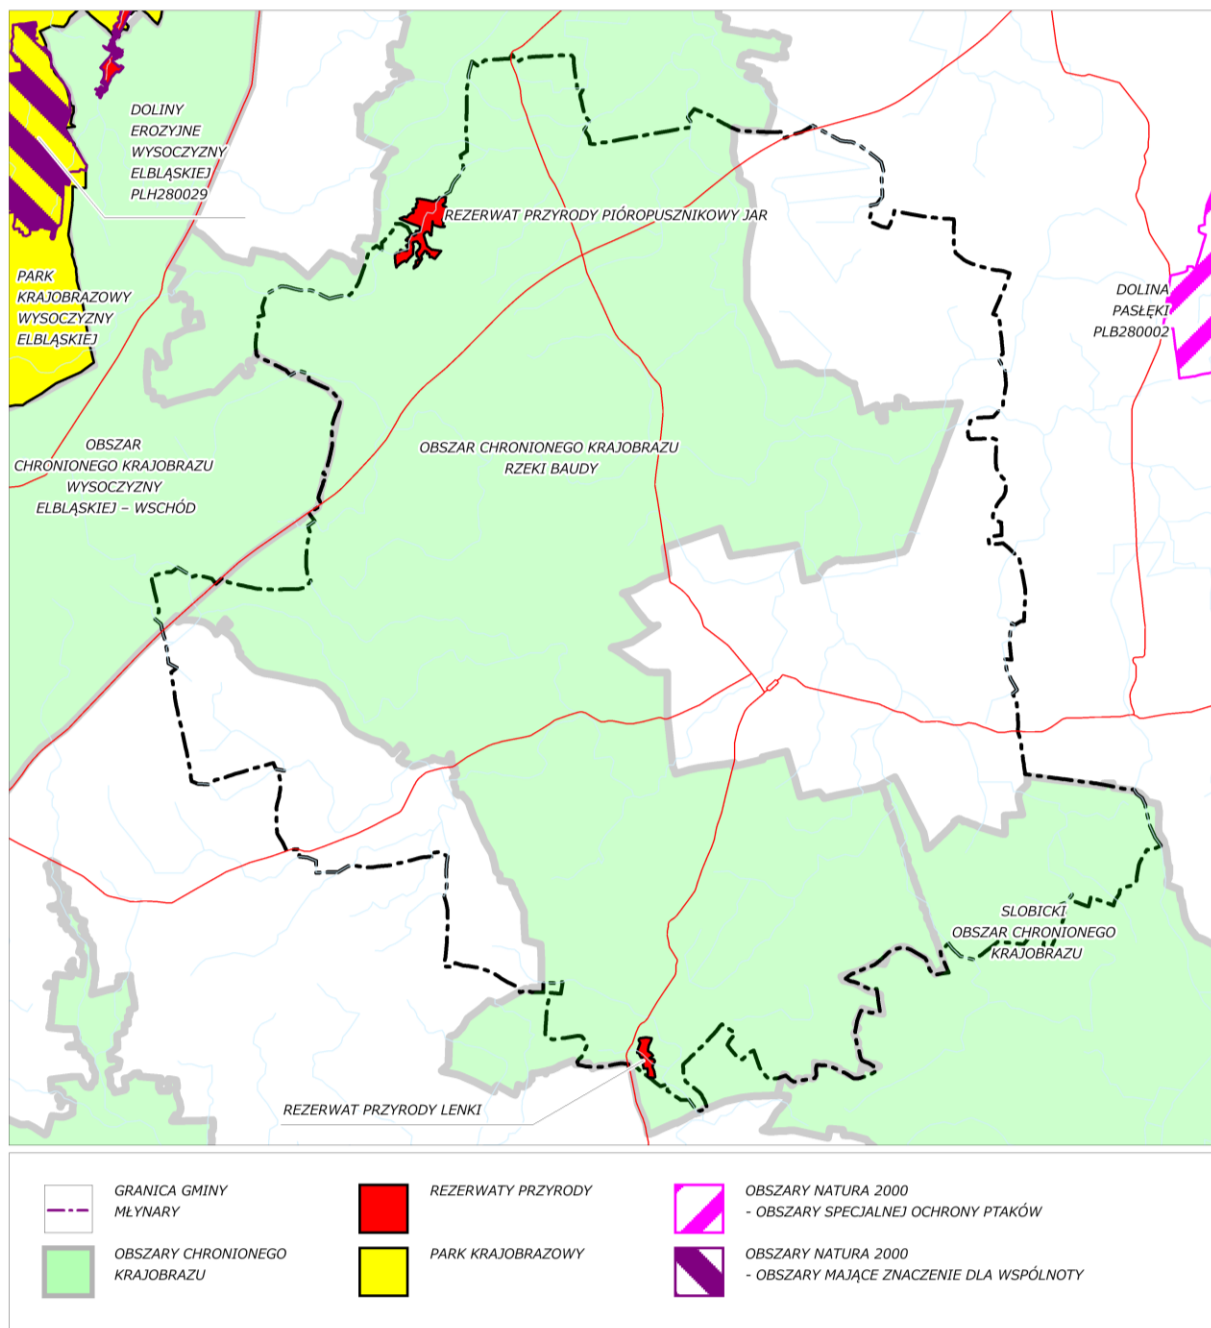 DOLINY
EROZYJNE
WYSOCZYZNY
ELBLĄSKIEJ
PLH280029
REZERWAT PRZYRODY PIÓROPUSZNIKOWY JAR
PARK
KRAJOBRAZOWY
WYSOCZYZNY
ELBLĄSKIEJ
DOLINA
PASŁĘKI
PLB280002
OBSZAR
CHRONIONEGO KRAJOBRAZU
WYSOCZYZNY
ELBLĄSKIEJ – WSCHÓD
OBSZAR CHRONIONEGO KRAJOBRAZU
RZEKI BAUDY
SLOBICKI
OBSZAR CHRONIONEGO
KRAJOBRAZU
REZERWAT PRZYRODY LENKI
GRANICA GMINY
MŁYNARY
REZERWATY PRZYRODY
OBSZARY NATURA 2000
- OBSZARY SPECJALNEJ OCHRONY PTAKÓW
OBSZARY CHRONIONEGO
KRAJOBRAZU
PARK KRAJOBRAZOWY
OBSZARY NATURA 2000
- OBSZARY MAJĄCE ZNACZENIE DLA WSPÓLNOTY